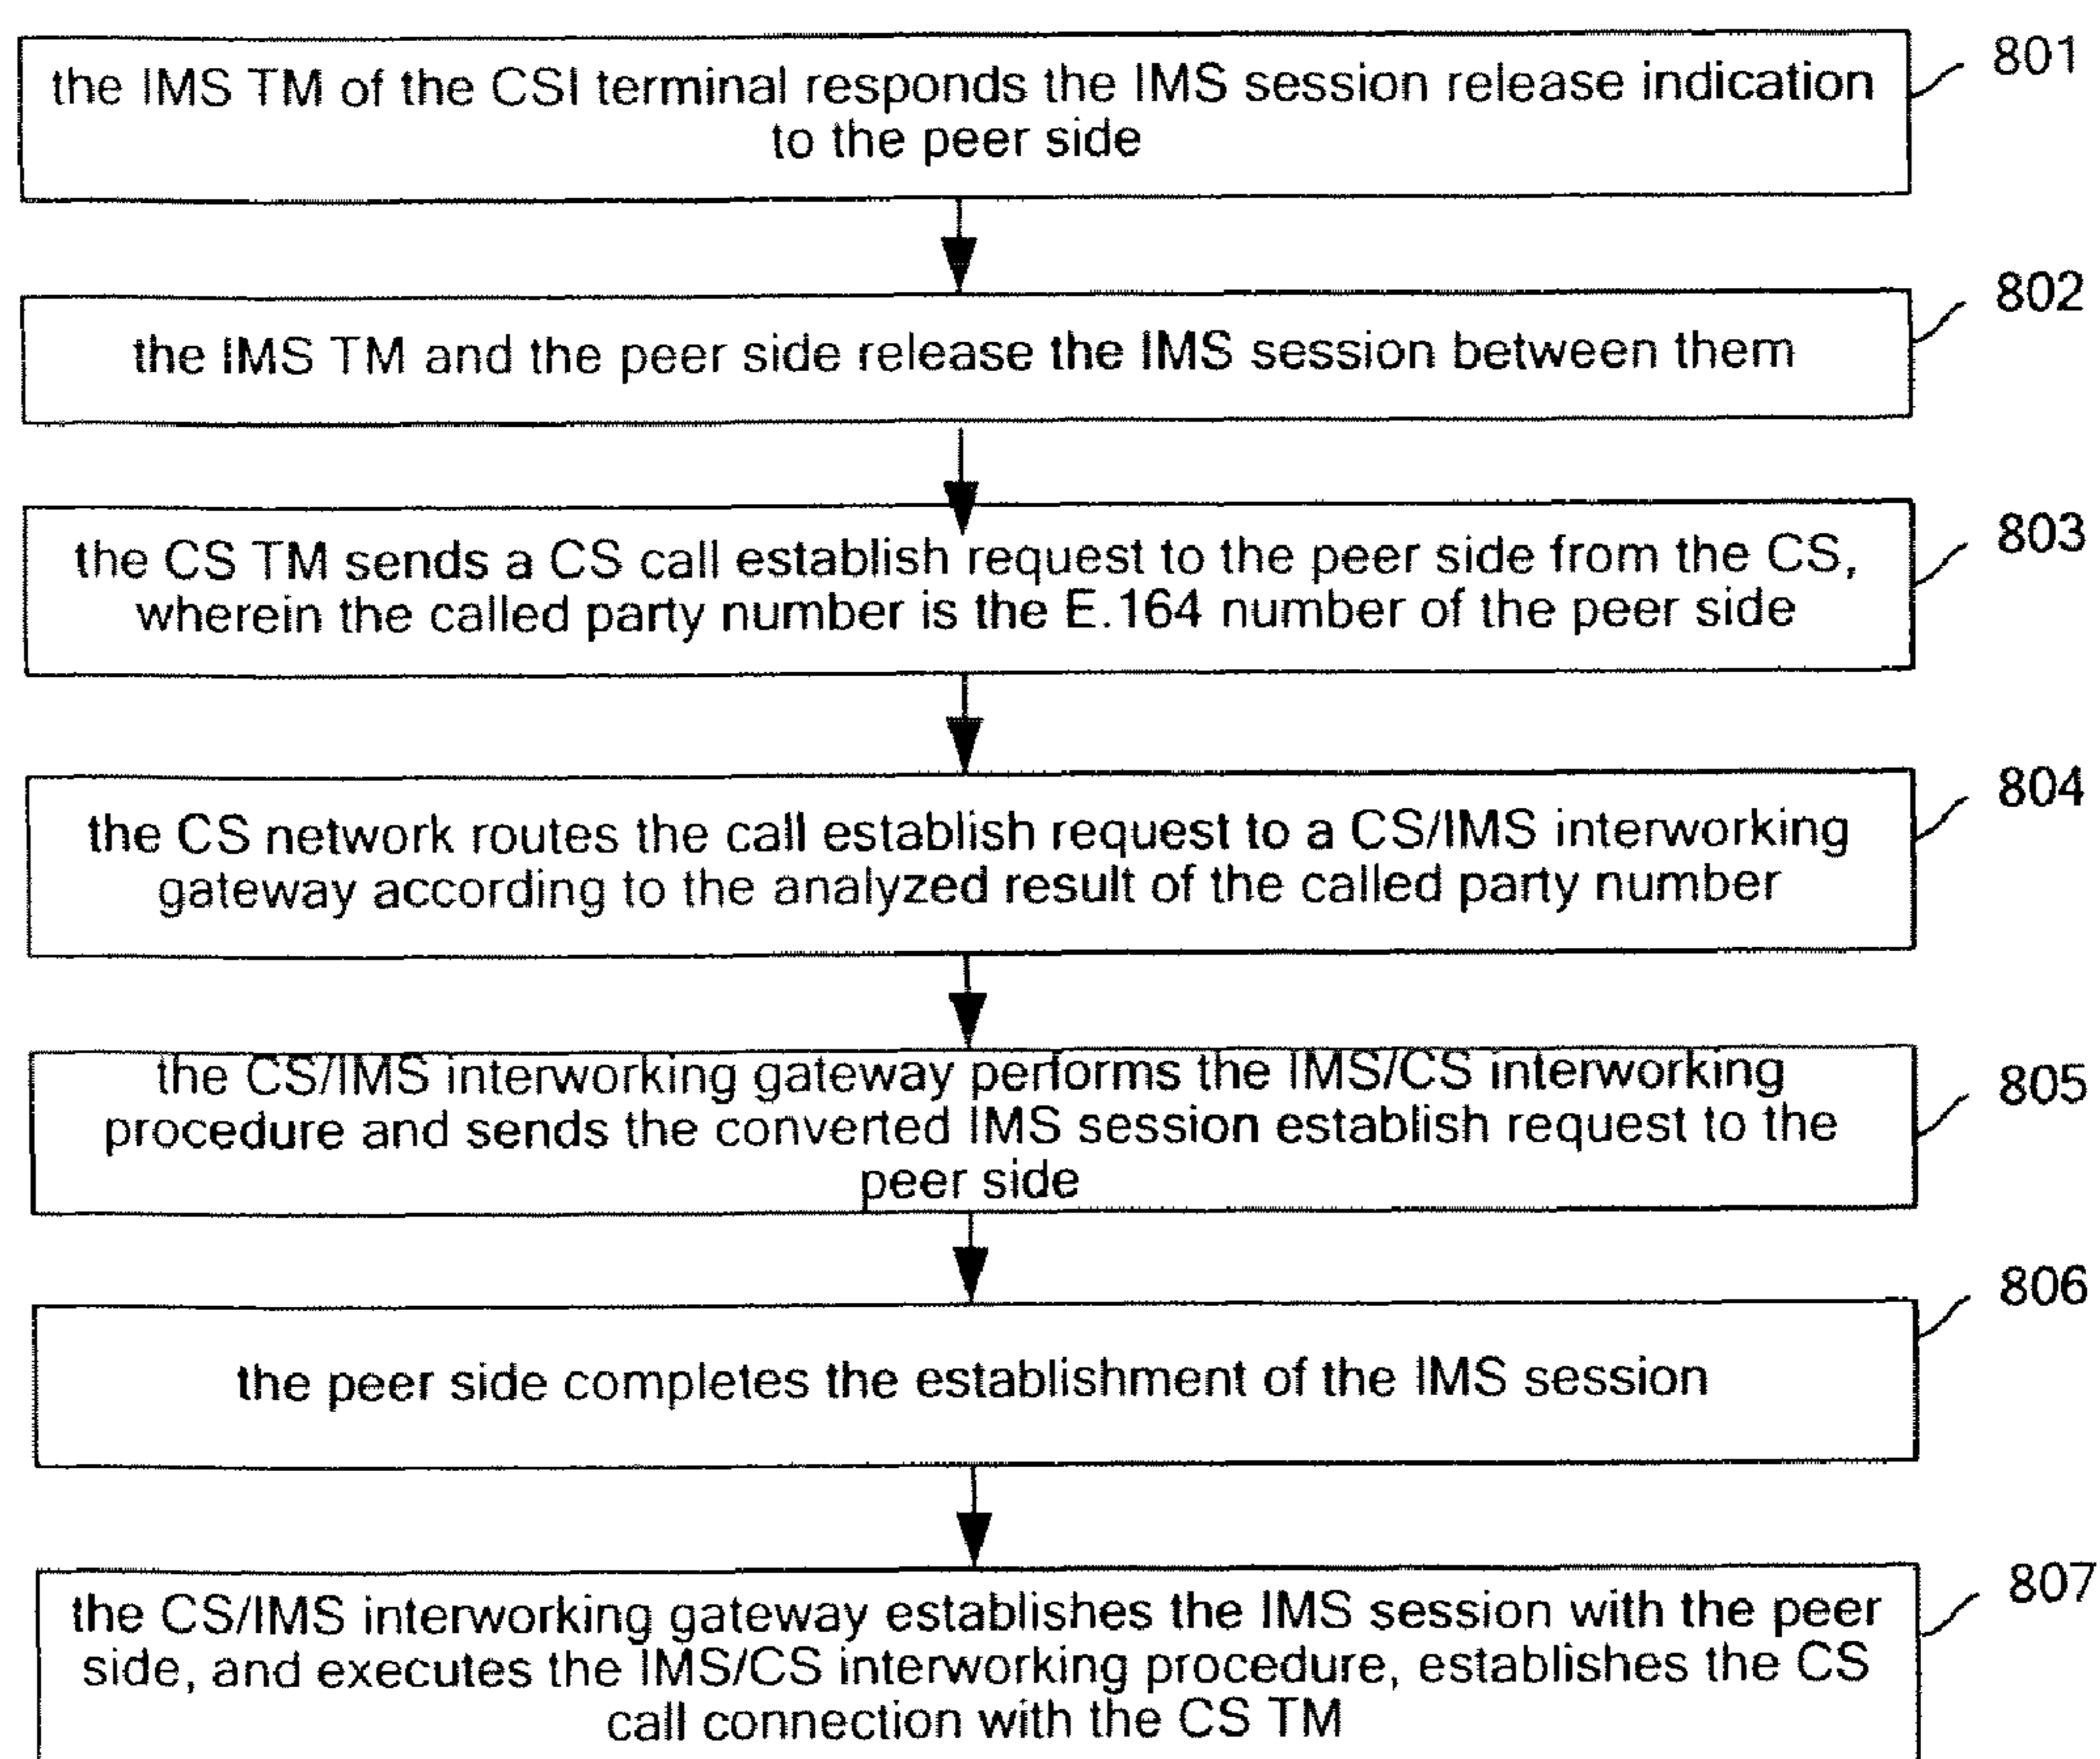 the IMS TM of the CSI terminal responds the IMS session release indication
to the peer side
801
the IMS TM and the peer side release the IMS session between them
802
the CS TM sends a CS call establish request to the peer side from the CS,
wherein the called party number is the E.164 number of the peer side
803
the CS network routes the call establish request to a CS/IMS interworking
gateway according to the analyzed result of the called party number
804
the CS/IMS interworking gateway performs the IMS/CS interworking
procedure and sends the converted IMS session establish request to the
peer side
805
the peer side completes the establishment of the IMS session
806
the CS/IMS interworking gateway establishes the IMS session with the peer
side, and executes the IMS/CS interworking procedure, establishes the CS
call connection with the CS TM
807